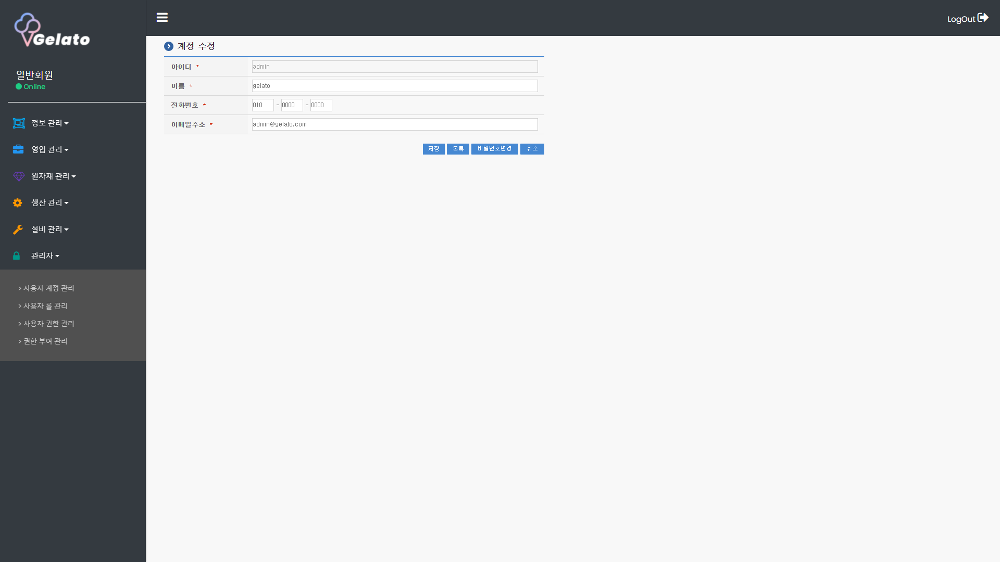 Gelato
LogOut
일반회원
Online
정보 관리
영업 관리
원자재 관리
생산 관리
설비 관리
관리자
> 사용자 계정 관리
> 사용자 롤 관리
> 사용자 권한 관리
> 권한 부여 관리
계정 수정
아이디 * admin
이름 * gelato
전화번호 * 010 - 0000 - 0000
이메일주소 * admin@gelato.com
저장 목록 비밀번호변경 취소